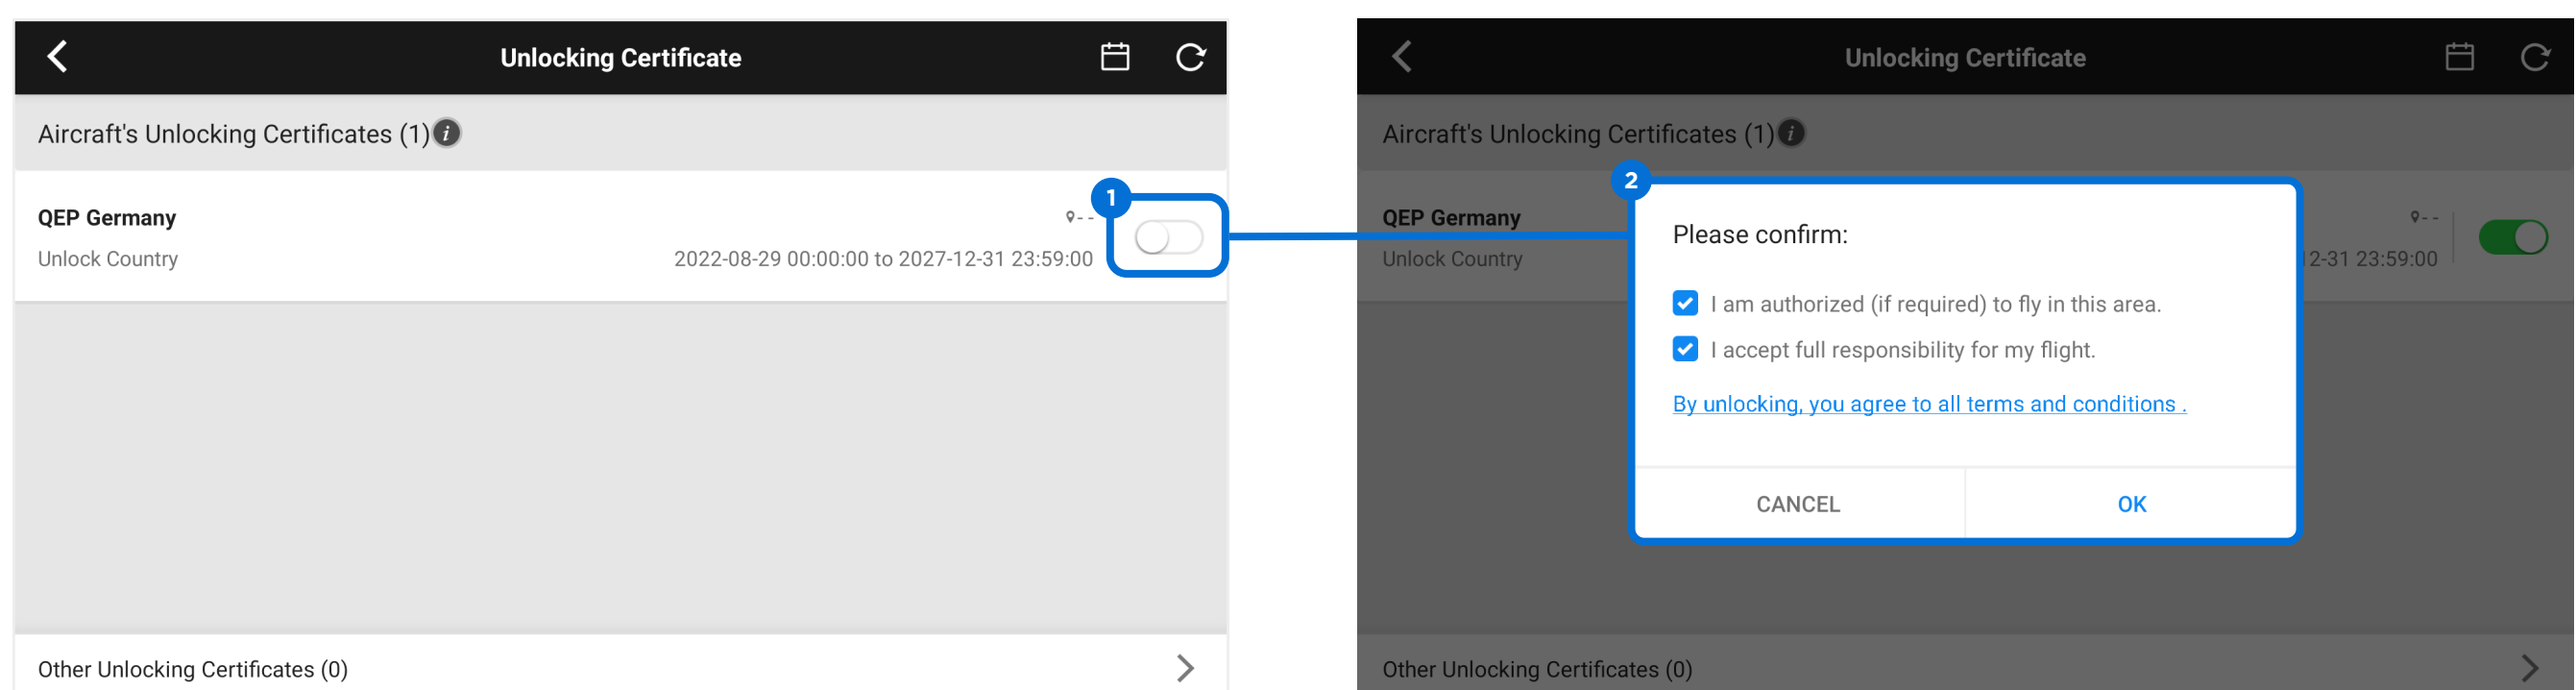 Unlocking Certificate
Aircraft's Unlocking Certificates (1) i
QEP Germany
- -
1
Unlock Country
2022-08-29 00:00:00 to 2027-12-31 23:59:00
Other Unlocking Certificates (0)
Unlocking Certificate
Aircraft's Unlocking Certificates (1) i
2
QEP Germany
- -
Unlock Country
12-31 23:59:00
Please confirm:
I am authorized (if required) to fly in this area.
I accept full responsibility for my flight.
By unlocking, you agree to all terms and conditions .
CANCEL
OK
Other Unlocking Certificates (0)